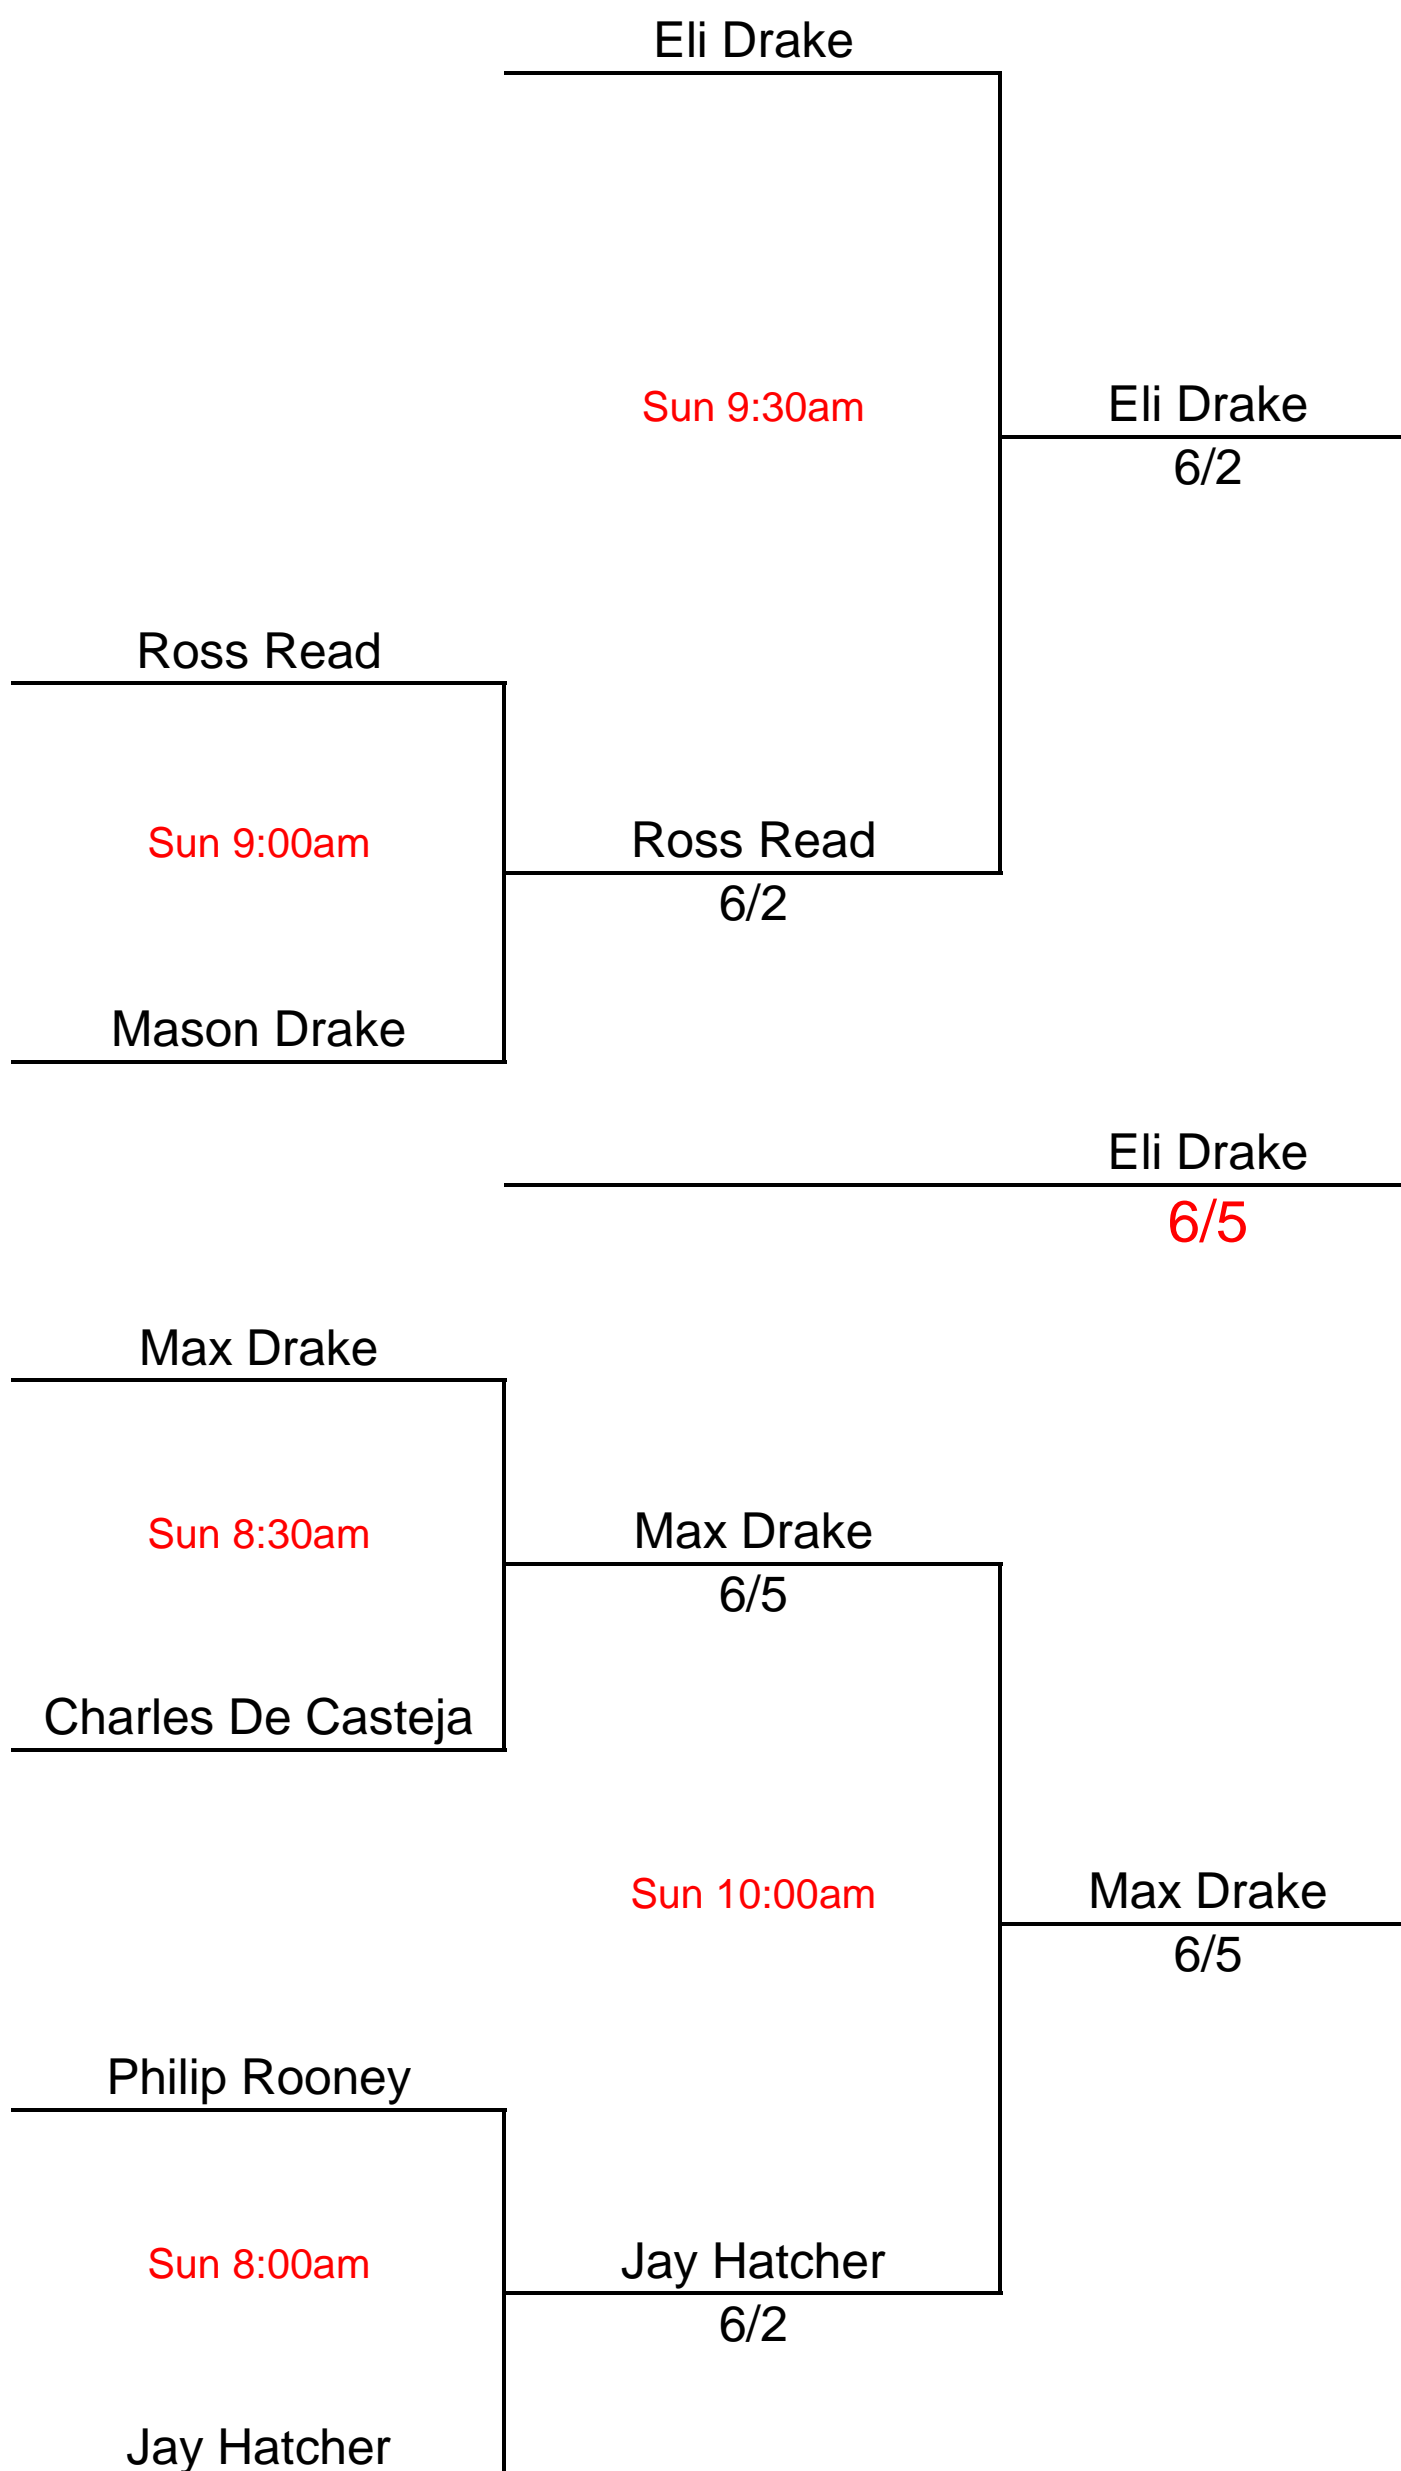 Eli Drake
Sun 9:30am
Eli Drake
6/2
Ross Read
Sun 9:00am
Ross Read
6/2
Mason Drake
Eli Drake
6/5
Max Drake
Sun 8:30am
Max Drake
6/5
Charles De Casteja
Sun 10:00am
Max Drake
6/5
Philip Rooney
Sun 8:00am
Jay Hatcher
6/2
Jay Hatcher